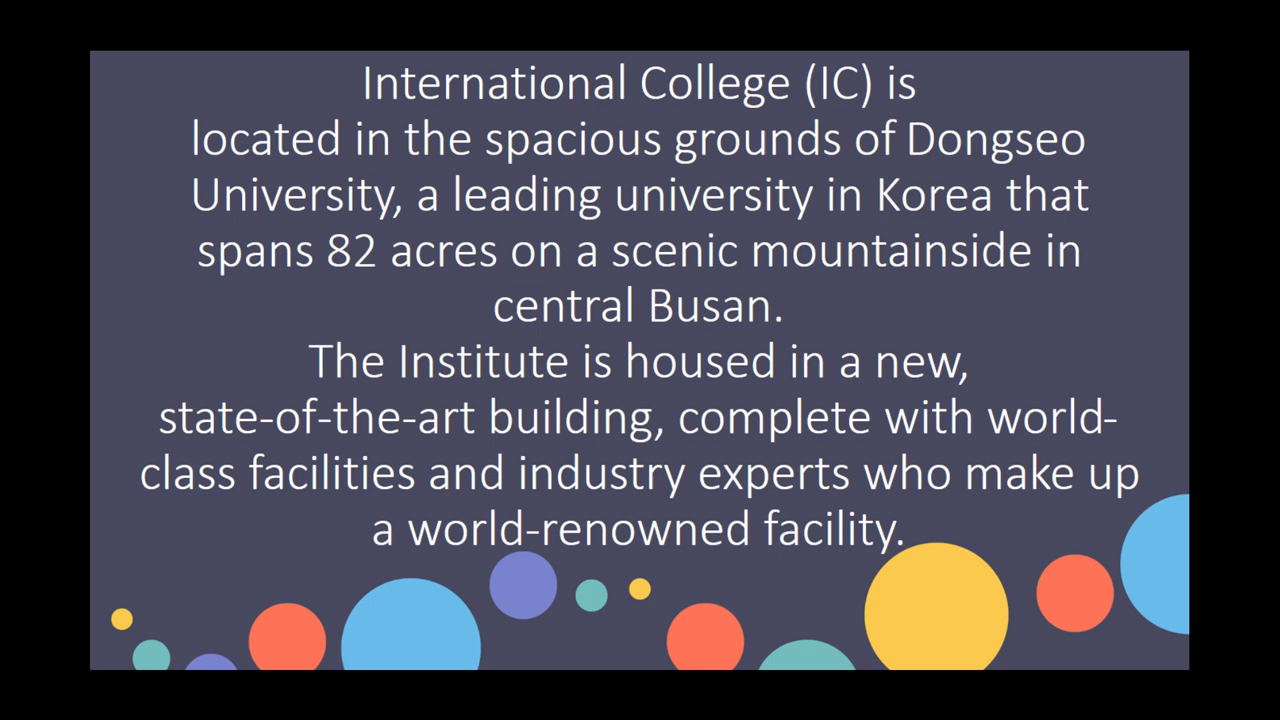 International College (IC) is
located in the spacious grounds of Dongseo
University, a leading university in Korea that
spans 82 acres on a scenic mountainside in
central Busan.
The Institute is housed in a new,
state-of-the-art building, complete with world-
class facilities and industry experts who make up
a world-renowned facility.